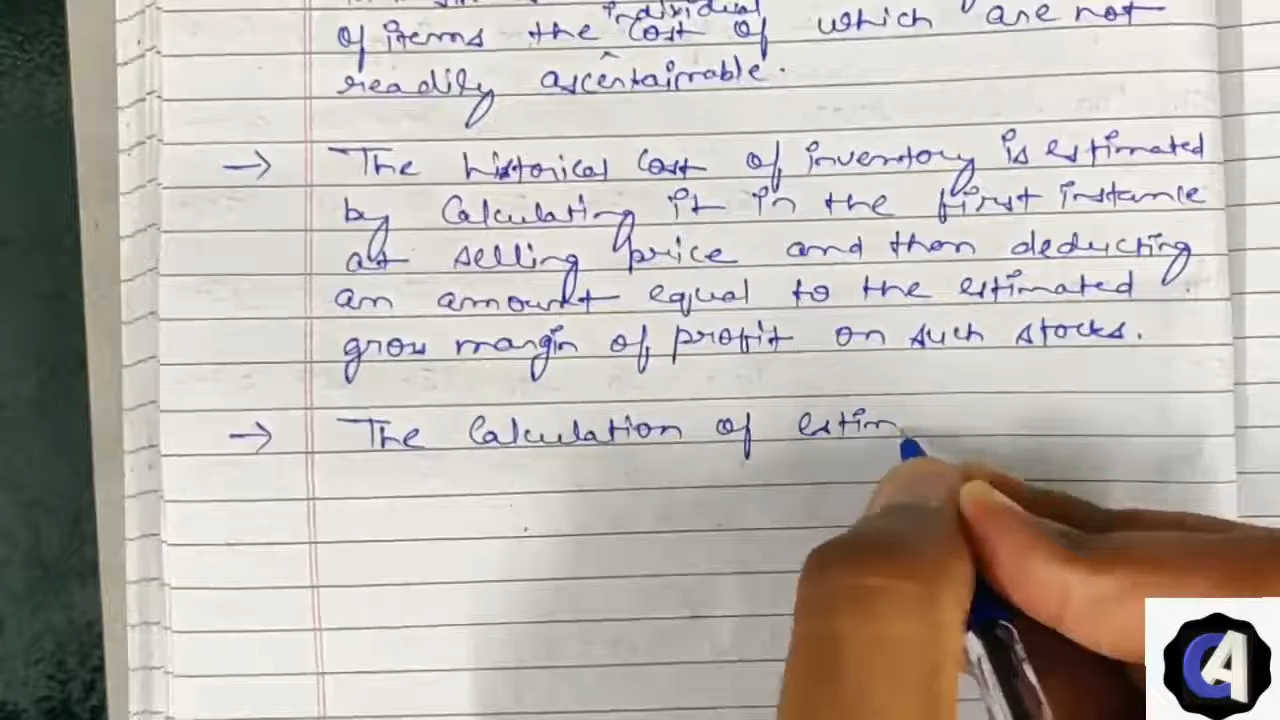 of items the individual cost of which are not
readily ascertainable.
→ The historical cost of inventory is estimated
by calculating it in the first instance
at selling price and then deducting
an amount equal to the estimated
gross margin of profit on such stocks.
→ The calculation of estim
CA